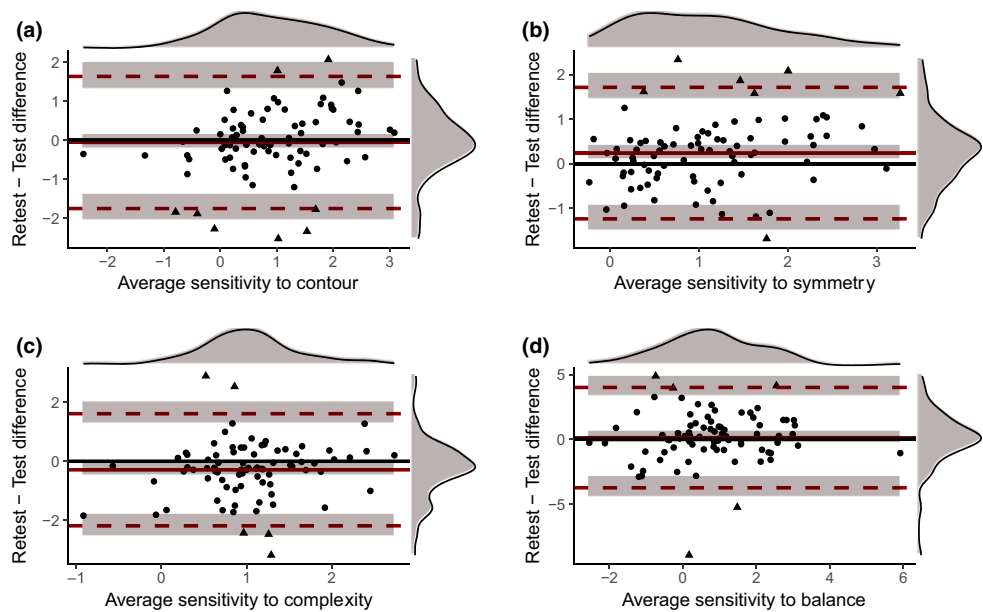 (a)
Retest − Test difference
2
1
0
−1
−2
−2
−1
0
1
2
3
Average sensitivity to contour
(b)
Retest − Test difference
2
1
0
−1
0
1
2
3
Average sensitivity to symmetry
(c)
Retest − Test difference
2
0
−2
−1
0
1
2
Average sensitivity to complexity
(d)
Retest − Test difference
5
0
−5
−2
0
2
4
6
Average sensitivity to balance